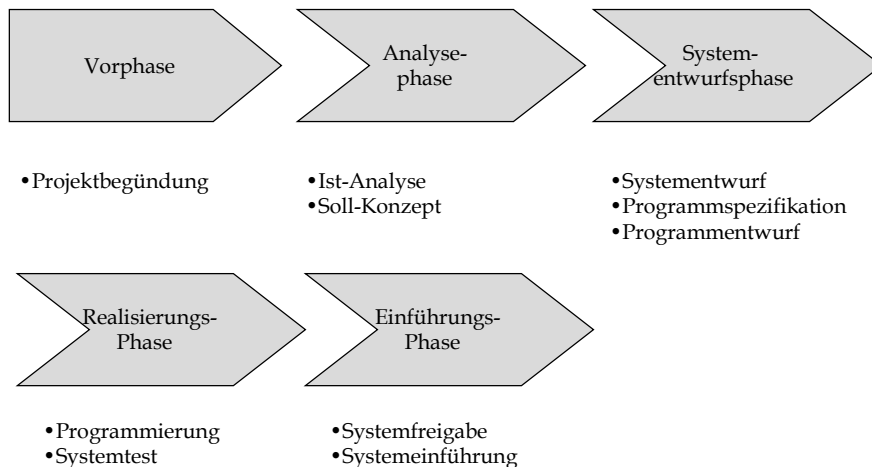 Vorphase
Analyse-
phase
System-
entwurfsphase
•Projektbegündung
•Ist-Analyse
•Soll-Konzept
•Systementwurf
•Programmspezifikation
•Programmentwurf
Realisierungs-
Phase
Einführungs-
Phase
•Programmierung
•Systemtest
•Systemfreigabe
•Systemeinführung